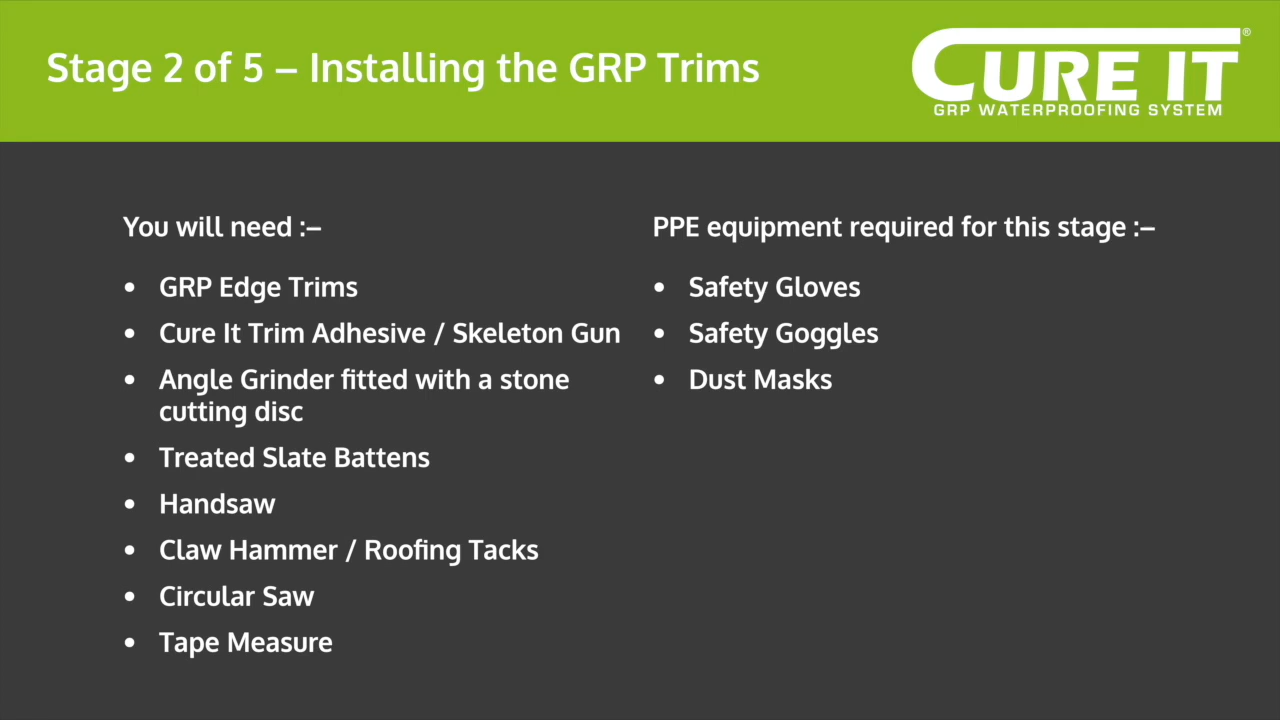 Stage 2 of 5 – Installing the GRP Trims
CURE IT®
GRP WATERPROOFING SYSTEM
You will need :–
• GRP Edge Trims
• Cure It Trim Adhesive / Skeleton Gun
• Angle Grinder fitted with a stone
cutting disc
• Treated Slate Battens
• Handsaw
• Claw Hammer / Roofing Tacks
• Circular Saw
• Tape Measure
PPE equipment required for this stage :–
• Safety Gloves
• Safety Goggles
• Dust Masks